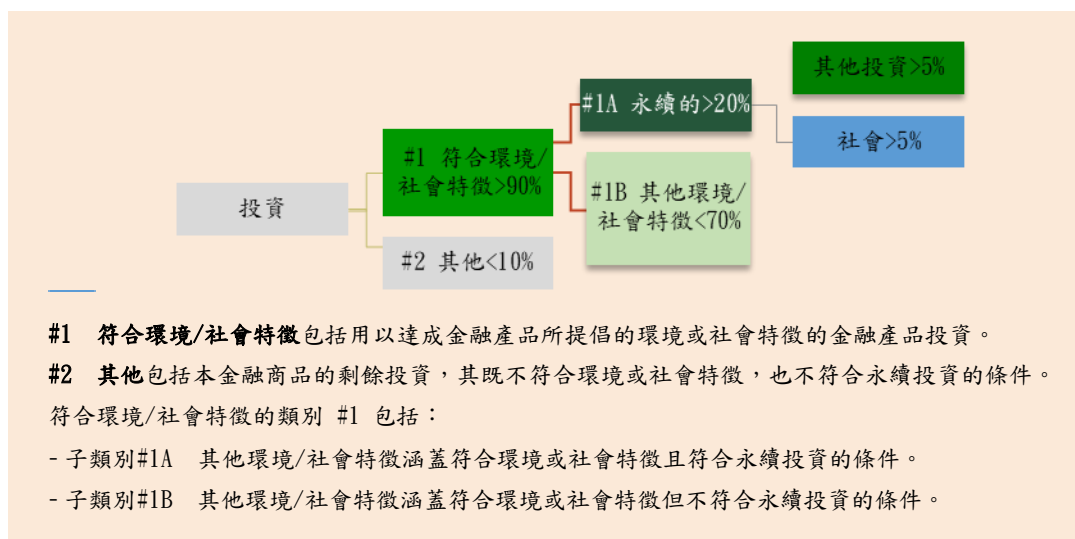 其他投資>5%
#1A 永續的>20%
社會>5%
#1 符合環境/
社會特徵>90%
#1B 其他環境/
社會特徵<70%
投資
#2 其他<10%
#1 符合環境/社會特徵包括用以達成金融產品所提倡的環境或社會特徵的金融產品投資。
#2 其他包括本金融商品的剩餘投資，其既不符合環境或社會特徵，也不符合永續投資的條件。
符合環境/社會特徵的類別 #1 包括：
- 子類別#1A 其他環境/社會特徵涵蓋符合環境或社會特徵且符合永續投資的條件。
- 子類別#1B 其他環境/社會特徵涵蓋符合環境或社會特徵但不符合永續投資的條件。